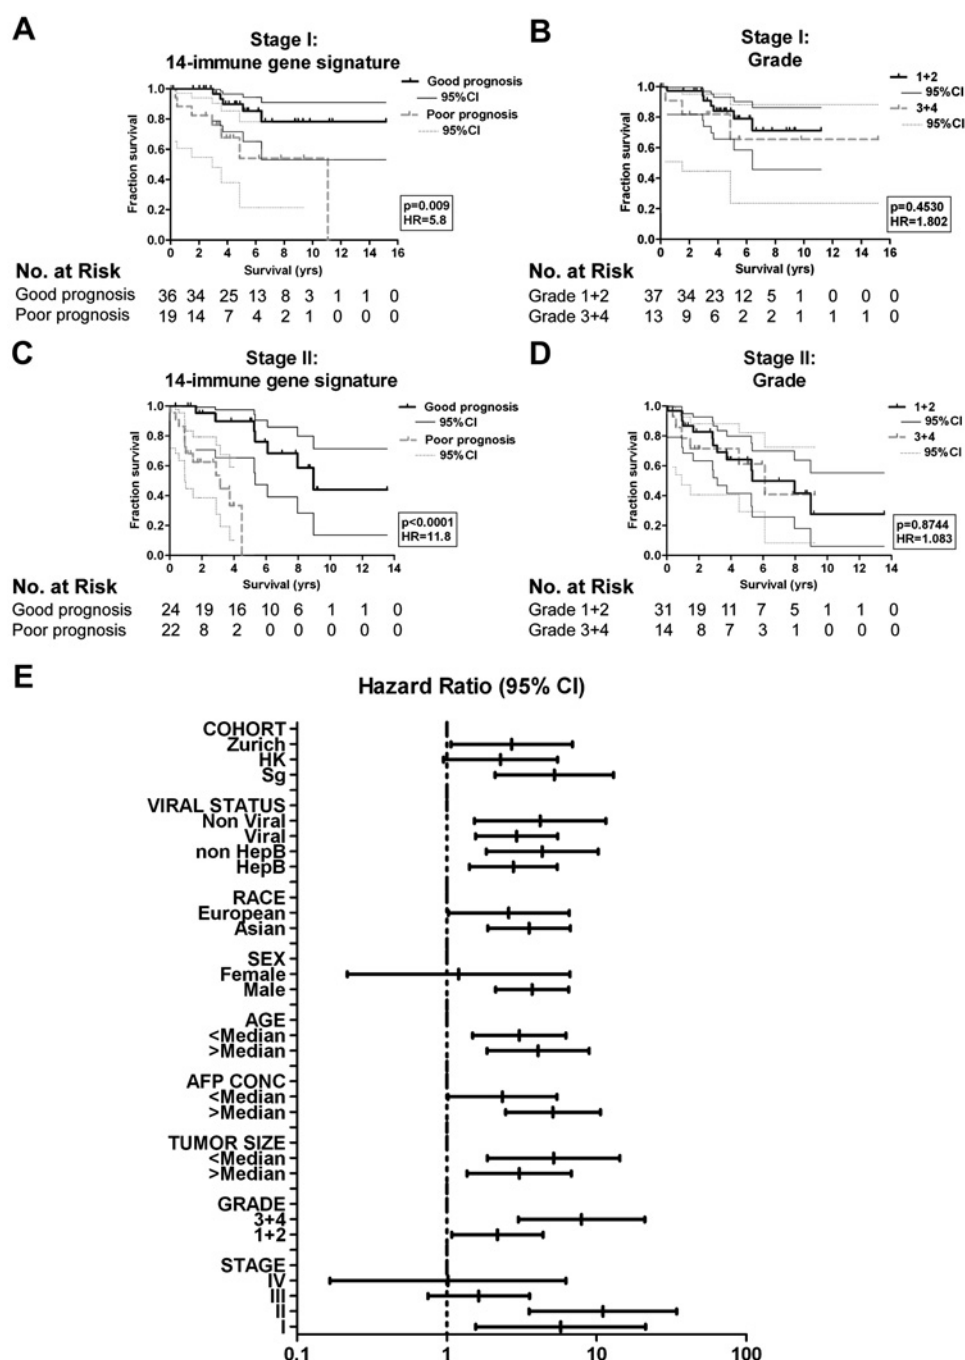 A
Stage I:
14-immune gene signature
Good prognosis
95%CI
Poor prognosis
95%CI
Fraction survival
1.0
0.8
0.6
0.4
0.2
0.0
0 2 4 6 8 10 12 14 16
Survival (yrs)
p=0.009
HR=5.8
No. at Risk
Good prognosis 36 34 25 13 8 3 1 1 0
Poor prognosis 19 14 7 4 2 1 0 0 0
B
Stage I:
Grade
1+2
95%CI
3+4
95%CI
Fraction survival
1.0
0.8
0.6
0.4
0.2
0.0
0 2 4 6 8 10 12 14 16
Survival (yrs)
p=0.4530
HR=1.802
No. at Risk
Grade 1+2 37 34 23 12 5 1 0 0 0
Grade 3+4 13 9 6 2 2 1 1 1 0
C
Stage II:
14-immune gene signature
Good prognosis
95%CI
Poor prognosis
95%CI
Fraction survival
1.0
0.8
0.6
0.4
0.2
0.0
0 2 4 6 8 10 12 14
Survival (yrs)
p<0.0001
HR=11.8
No. at Risk
Good prognosis 24 19 16 10 6 1 1 0
Poor prognosis 22 8 2 0 0 0 0 0
D
Stage II:
Grade
1+2
95%CI
3+4
95%CI
Fraction survival
1.0
0.8
0.6
0.4
0.2
0.0
0 2 4 6 8 10 12 14
Survival (yrs)
p=0.8744
HR=1.083
No. at Risk
Grade 1+2 31 19 11 7 5 1 1 0
Grade 3+4 14 8 7 3 1 0 0 0
E
Hazard Ratio (95% CI)
COHORT
Zurich
HK
Sg
VIRAL STATUS
Non Viral
Viral
non HepB
HepB
RACE
European
Asian
SEX
Female
Male
AGE
<Median
>Median
AFP CONC
<Median
>Median
TUMOR SIZE
<Median
>Median
GRADE
3+4
1+2
STAGE
IV
III
II
I
0.1 1 10 100